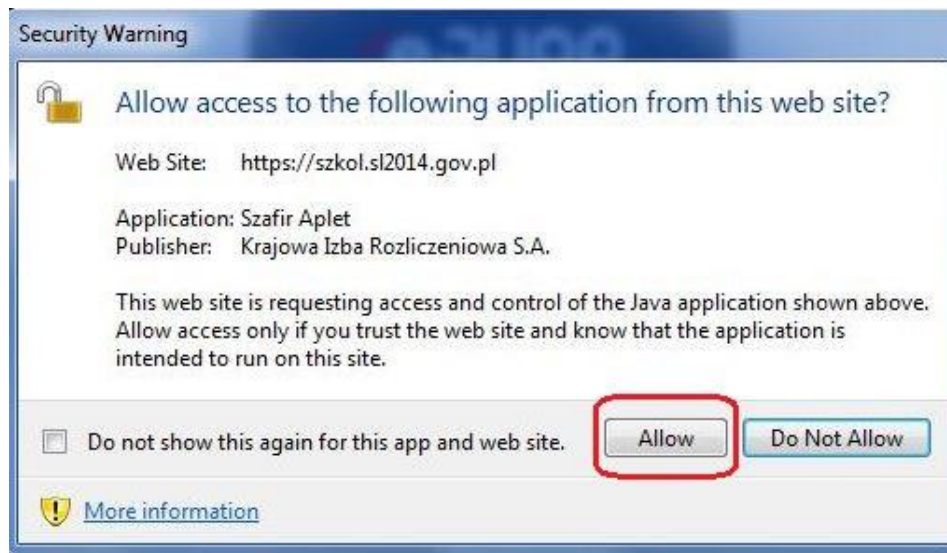 Security Warning
Allow access to the following application from this web site?
Web Site: https://szkol.sl2014.gov.pl
Application: Szafir Aplet
Publisher: Krajowa Izba Rozliczeniowa S.A.
This web site is requesting access and control of the Java application shown above.
Allow access only if you trust the web site and know that the application is
intended to run on this site.
Do not show this again for this app and web site.
Allow
Do Not Allow
More information